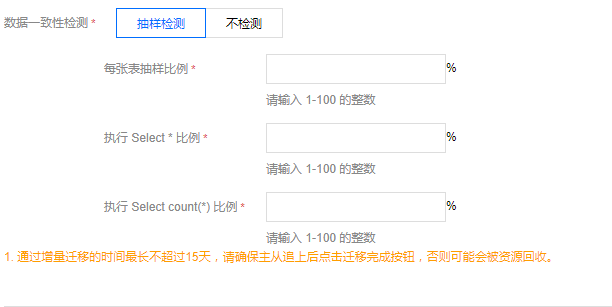 数据一致性检测 * 抽样检测 不检测
每张表抽样比例 * %
请输入 1-100 的整数
执行 Select * 比例 * %
请输入 1-100 的整数
执行 Select count(*) 比例 * %
请输入 1-100 的整数
1. 通过增量迁移的时间最长不超过15天，请确保主从追上后点击迁移完成按钮，否则可能会被资源回收。